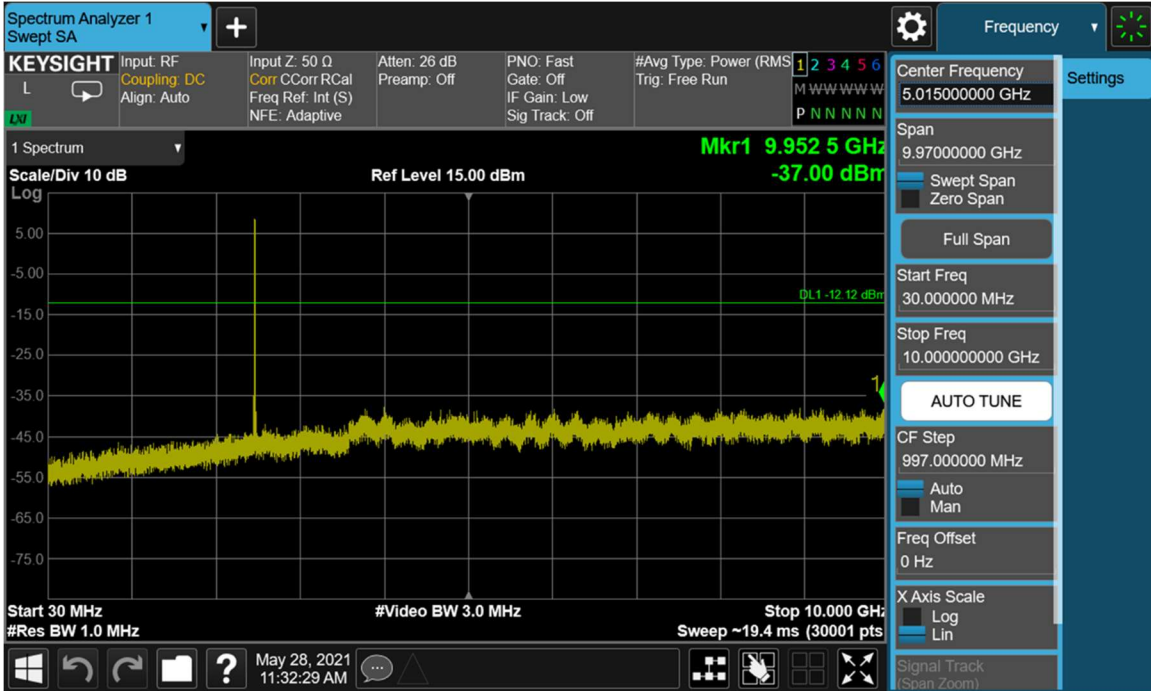 Spectrum Analyzer 1
Swept SA
Frequency
KEYSIGHT
L
LXI
Input: RF
Coupling: DC
Align: Auto
Input Z: 50 Ω
Corr CCorr RCal
Freq Ref: Int (S)
NFE: Adaptive
Atten: 26 dB
Preamp: Off
PNO: Fast
Gate: Off
IF Gain: Low
Sig Track: Off
#Avg Type: Power (RMS
Trig: Free Run
1 2 3 4 5 6
M W W W W W
P N N N N N
1 Spectrum
Mkr1 9.952 5 GHz
-37.00 dBm
Scale/Div 10 dB
Ref Level 15.00 dBm
Log
5.00
-5.00
DL1 -12.12 dBm
-15.0
-25.0
-35.0
1
-45.0
-55.0
-65.0
-75.0
Start 30 MHz
#Video BW 3.0 MHz
Stop 10.000 GHz
#Res BW 1.0 MHz
Sweep ~19.4 ms (30001 pts
?
May 28, 2021
11:32:29 AM
Center Frequency
5.015000000 GHz
Settings
Span
9.97000000 GHz
Swept Span
Zero Span
Full Span
Start Freq
30.000000 MHz
Stop Freq
10.000000000 GHz
AUTO TUNE
CF Step
997.000000 MHz
Auto
Man
Freq Offset
0 Hz
X Axis Scale
Log
Lin
Signal Track
(Span Zoom)